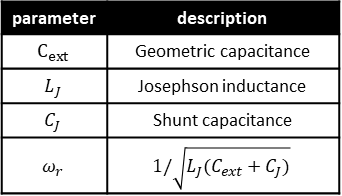 parameter description
C_ext Geometric capacitance
L_J Josephson inductance
C_J Shunt capacitance
ω_r 1/√(L_J(C_ext + C_J))